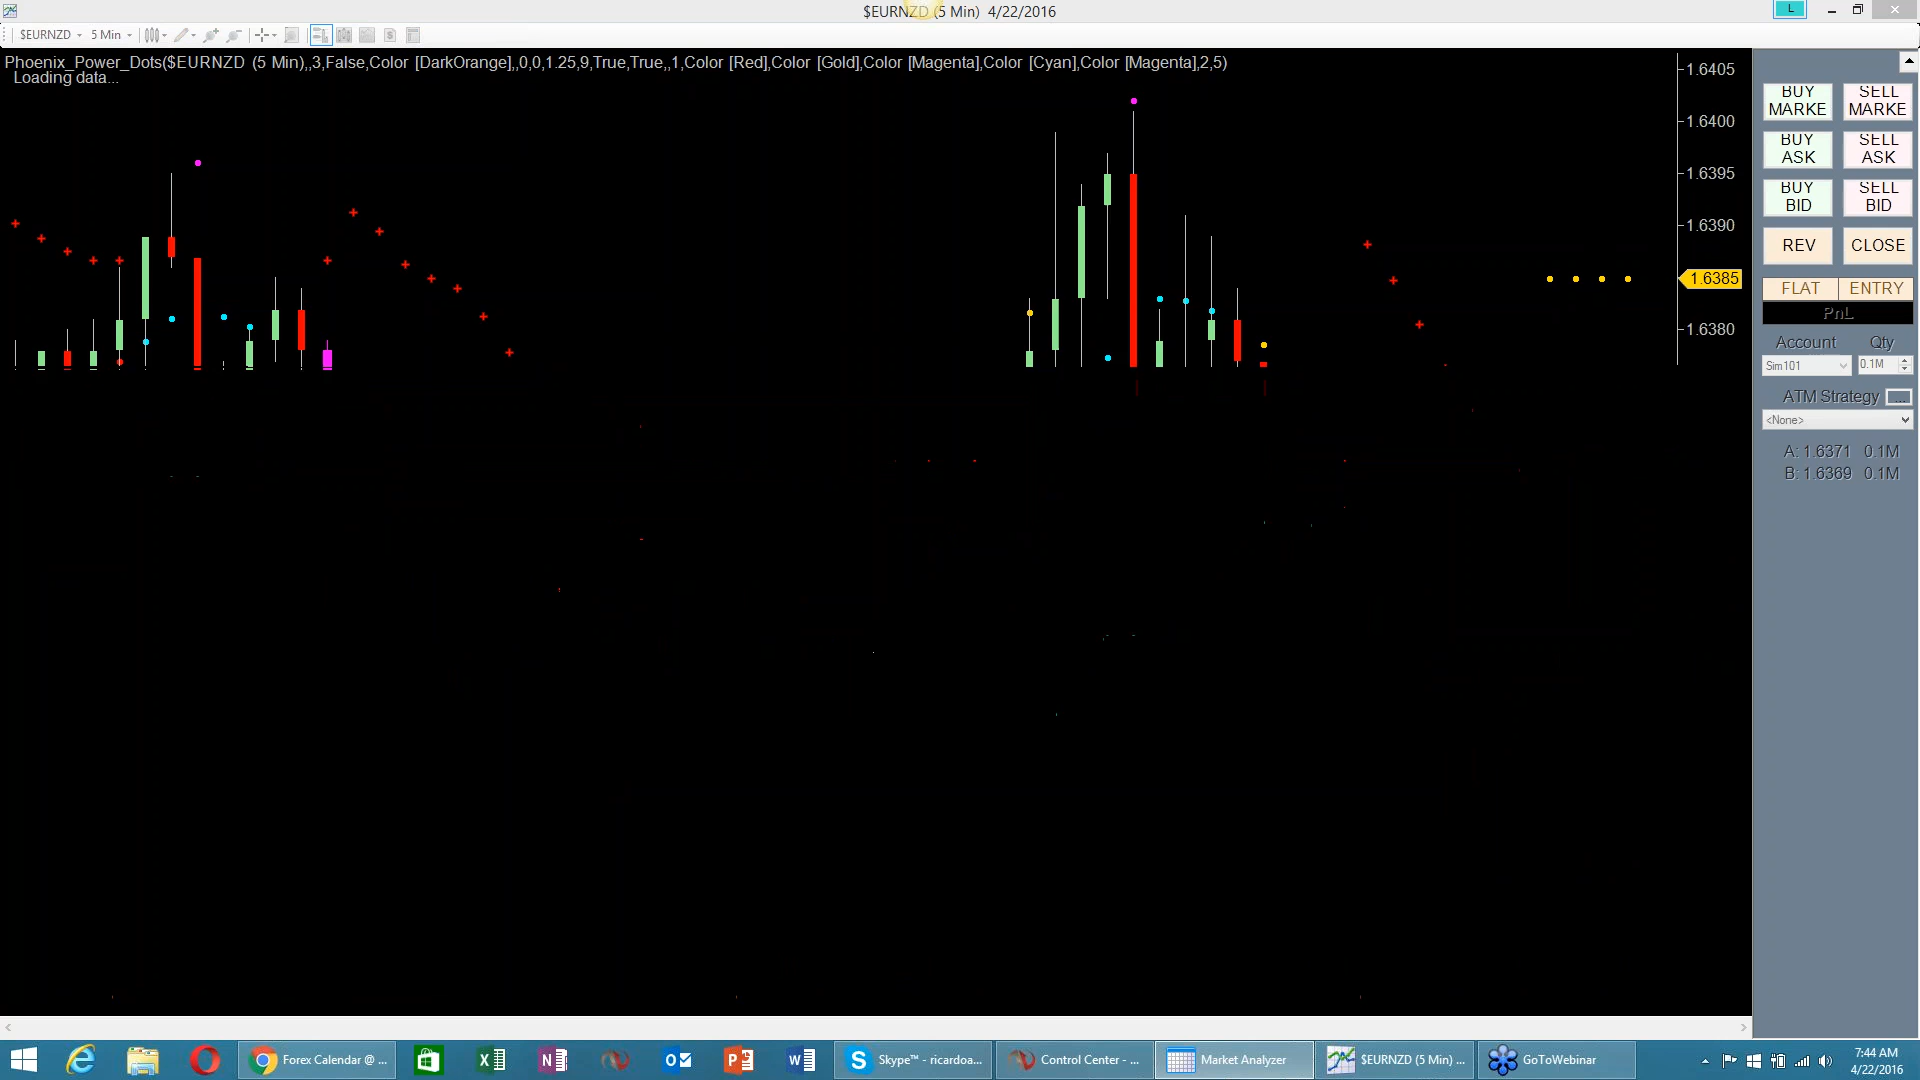 $EURNZD (5 Min)  4/22/2016
L
$EURNZD
5 Min
Phoenix_Power_Dots($EURNZD (5 Min),,3,False,Color [DarkOrange],,0,0,1.25,9,True,True,,1,Color [Red],Color [Gold],Color [Magenta],Color [Cyan],Color [Magenta],2,5)
Loading data...
1.6405
1.6400
1.6395
1.6390
1.6385
1.6380
BUY MARKE
SELL MARKE
BUY ASK
SELL ASK
BUY BID
SELL BID
REV
CLOSE
FLAT
ENTRY
PnL
Account
Qty
Sim101
0.1M
ATM Strategy
...
<None>
A: 1.6371 0.1M
B: 1.6369 0.1M
Forex Calendar @ ...
Skype™ - ricardoa...
Control Center - ...
Market Analyzer
$EURNZD (5 Min) ...
GoToWebinar
7:44 AM
4/22/2016